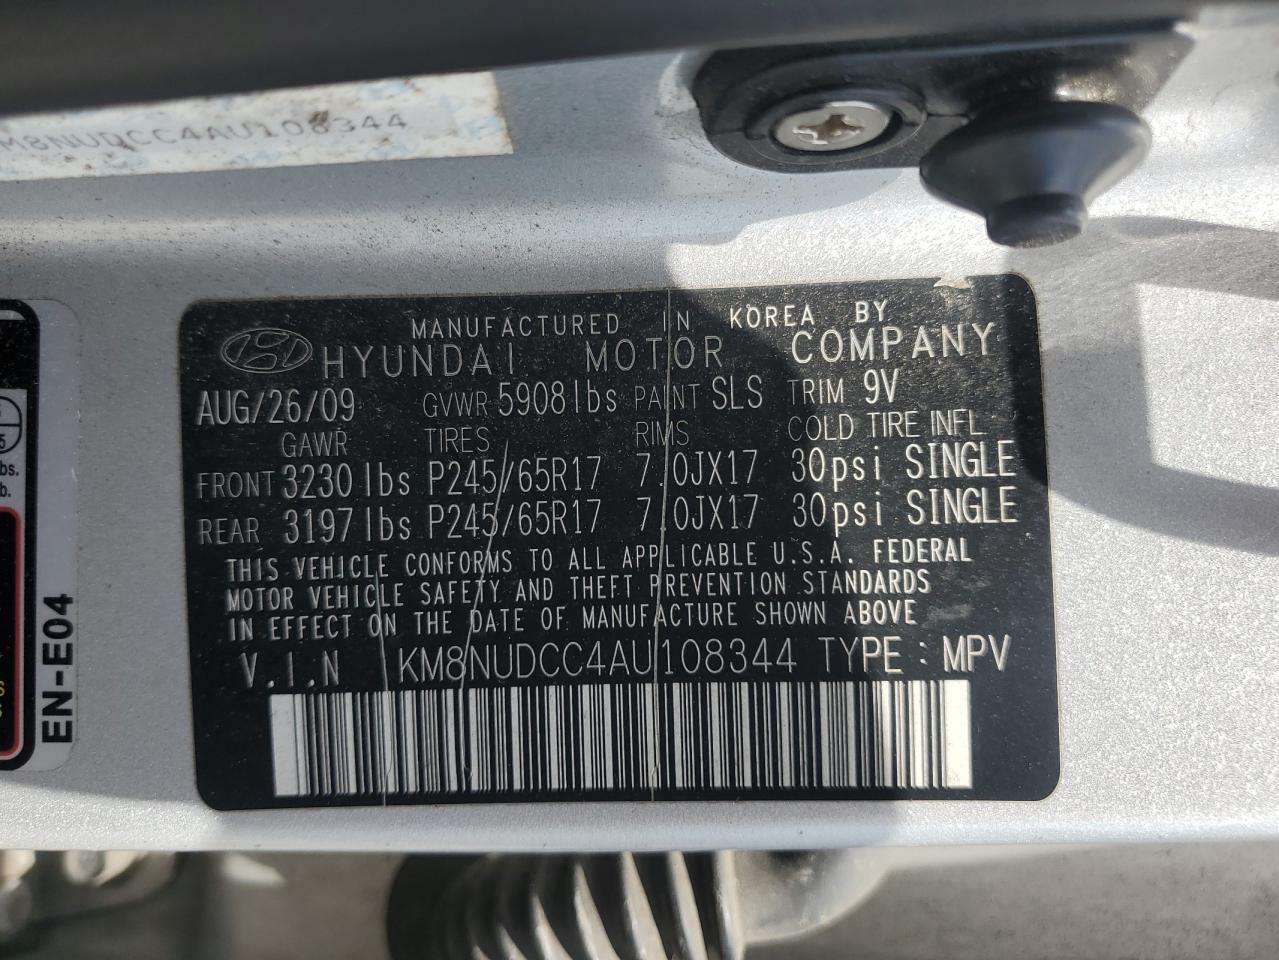 M8NUDCC4AU108344
MANUFACTURED IN KOREA BY
HYUNDAI MOTOR COMPANY
AUG/26/09 GVWR 5908lbs PAINT SLS TRIM 9V
GAWR TIRES RIMS COLD TIRE INFL
FRONT 3230lbs P245/65R17 7.0JX17 30psi SINGLE
REAR 3197lbs P245/65R17 7.0JX17 30psi SINGLE
THIS VEHICLE CONFORMS TO ALL APPLICABLE U.S.A. FEDERAL
MOTOR VEHICLE SAFETY AND THEFT PREVENTION STANDARDS
IN EFFECT ON THE DATE OF MANUFACTURE SHOWN ABOVE
V.I.N KM8NUDCC4AU108344 TYPE : MPV
5
bs.
b.
EN-E04